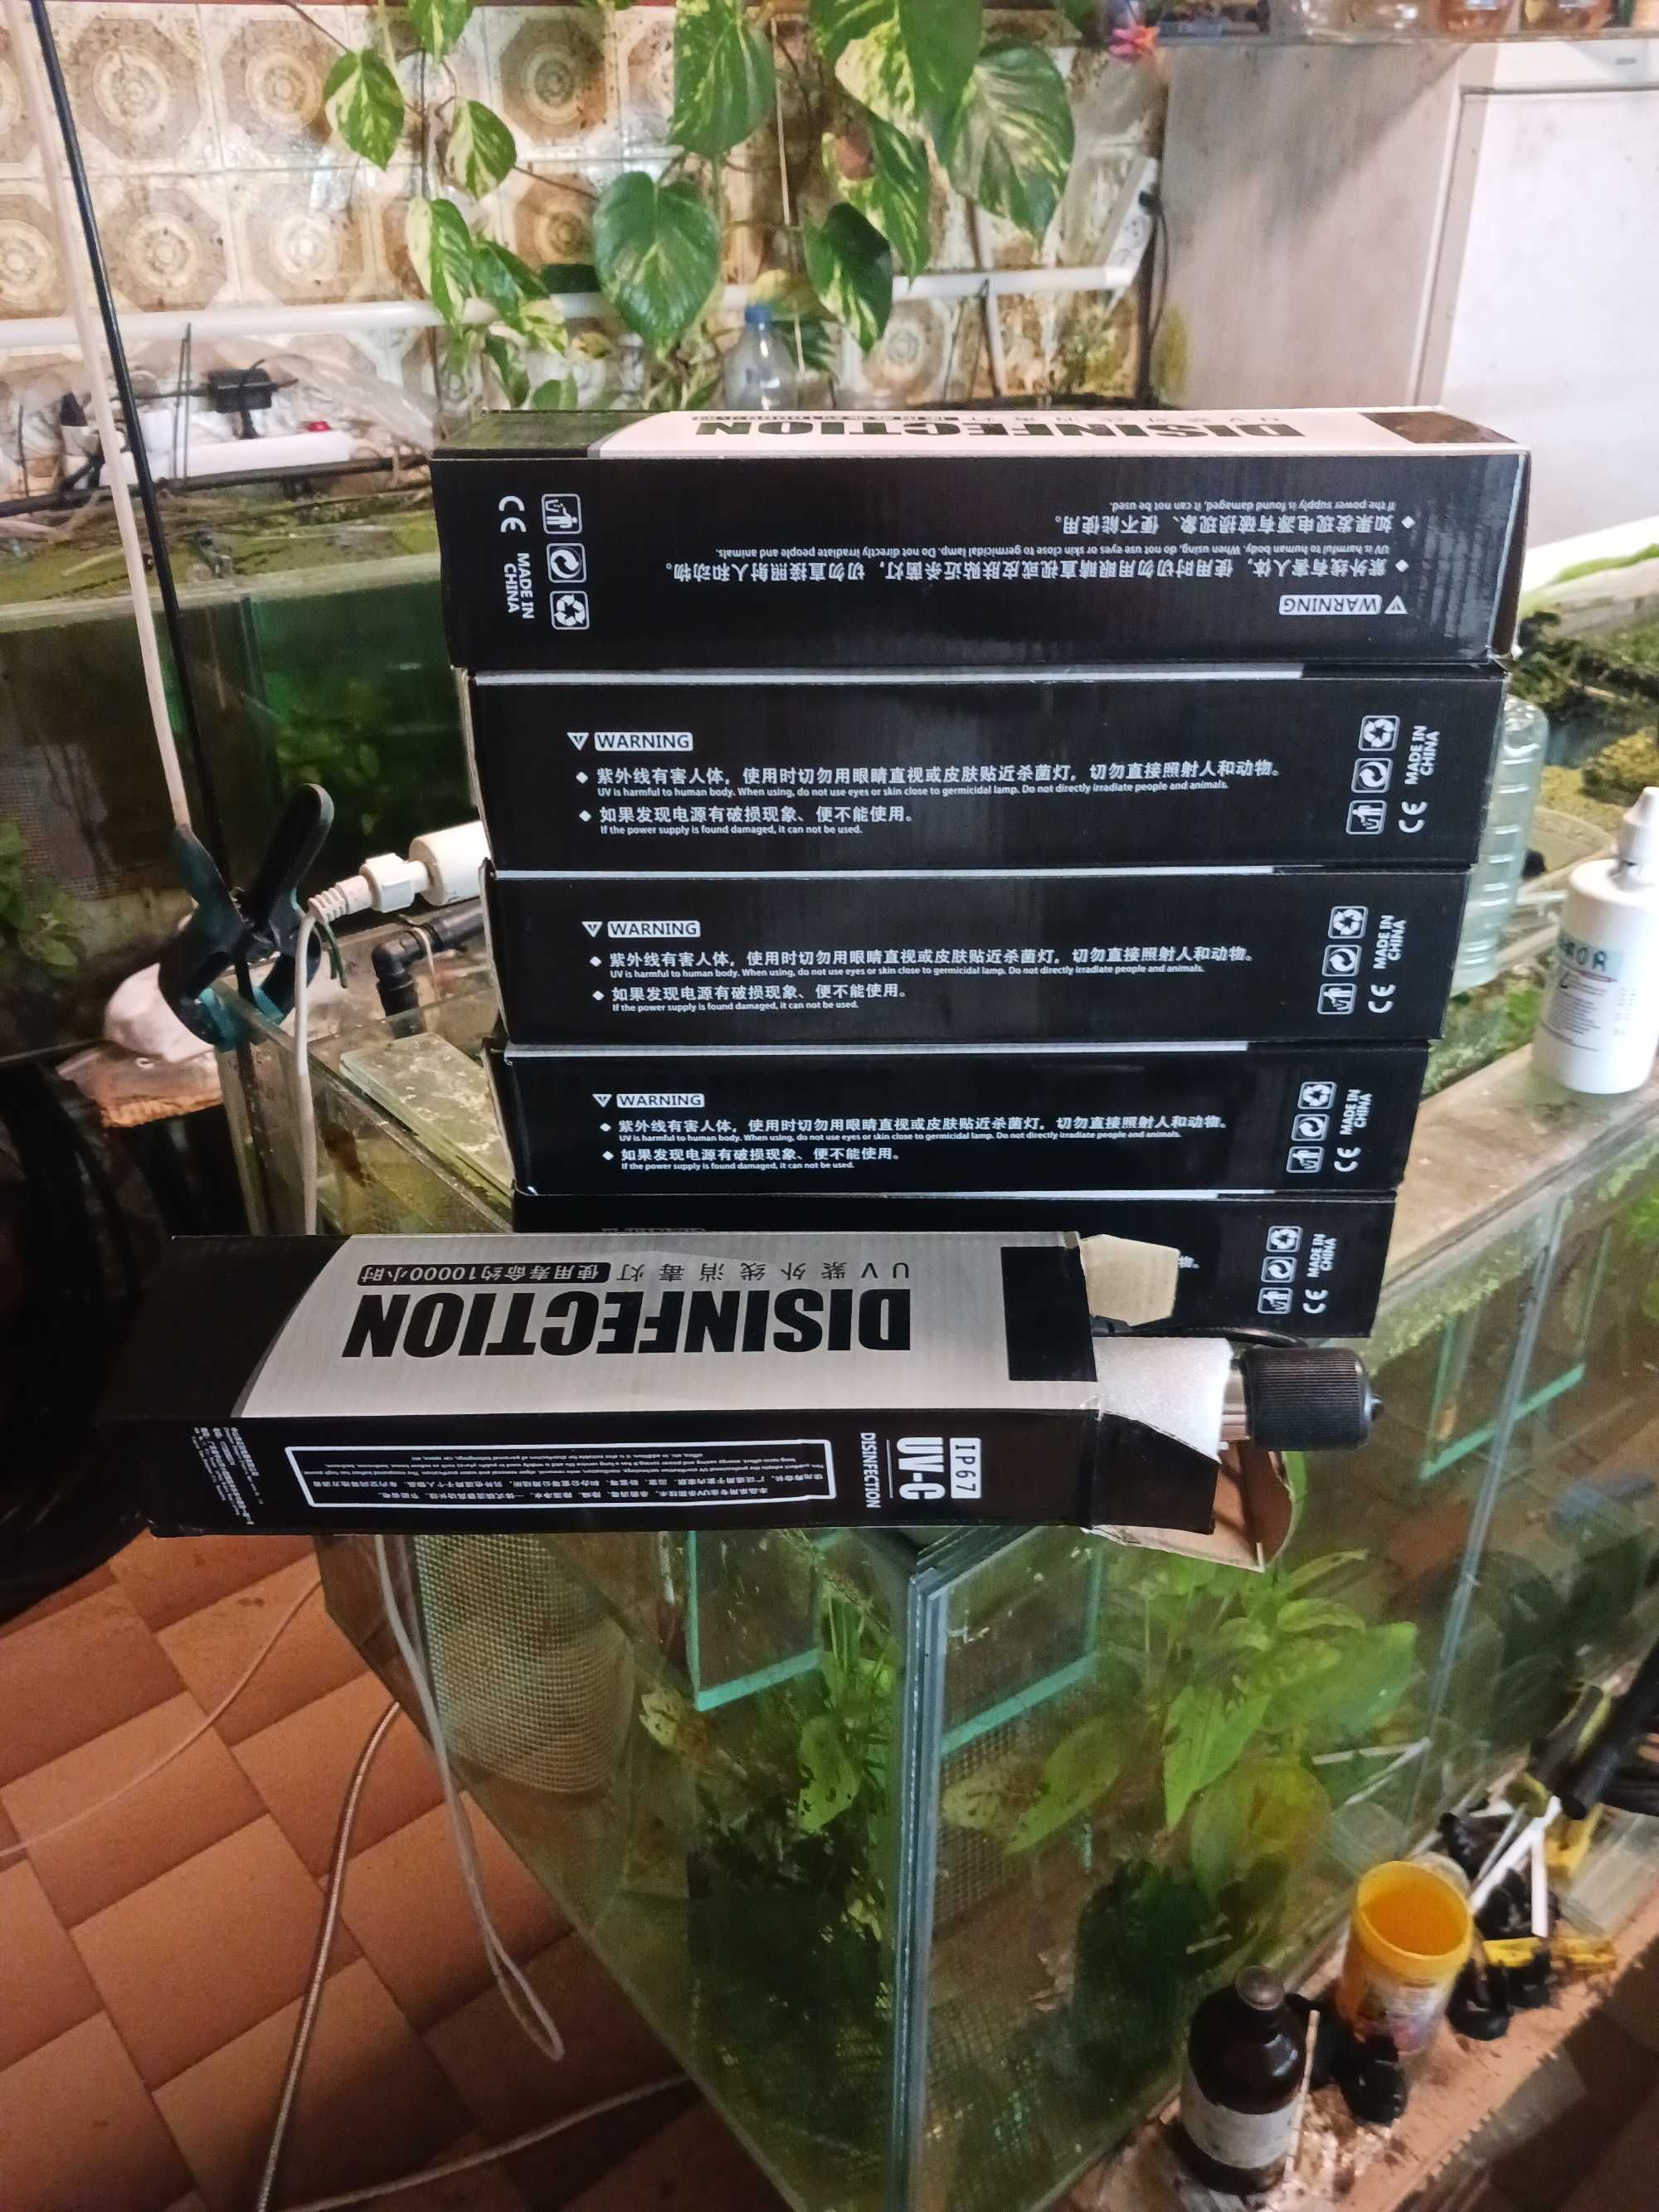 DISINFECTION
CE
MADE IN
CHINA
WARNING
紫外线有害人体，使用时切勿用眼睛直视或皮肤贴近杀菌灯，切勿直接照射人和动物。
UV is harmful to human body. When using, do not use eyes or skin close to germicidal lamp. Do not directly irradiate people and animals.
如果发现电源有破损现象、便不能使用。
If the power supply is found damaged, it can not be used.
WARNING
紫外线有害人体，使用时切勿用眼睛直视或皮肤贴近杀菌灯，切勿直接照射人和动物。
UV is harmful to human body. When using, do not use eyes or skin close to germicidal lamp. Do not directly irradiate people and animals.
如果发现电源有破损现象、便不能使用。
If the power supply is found damaged, it can not be used.
MADE IN
CHINA
CE
WARNING
紫外线有害人体，使用时切勿用眼睛直视或皮肤贴近杀菌灯，切勿直接照射人和动物。
UV is harmful to human body. When using, do not use eyes or skin close to germicidal lamp. Do not directly irradiate people and animals.
如果发现电源有破损现象、便不能使用。
If the power supply is found damaged, it can not be used.
MADE IN
CHINA
CE
WARNING
紫外线有害人体，使用时切勿用眼睛直视或皮肤贴近杀菌灯，切勿直接照射人和动物。
UV is harmful to human body. When using, do not use eyes or skin close to germicidal lamp. Do not directly irradiate people and animals.
如果发现电源有破损现象、便不能使用。
If the power supply is found damaged, it can not be used.
MADE IN
CHINA
CE
物。
MADE IN
CHINA
CE
DISINFECTION
UV紫外线消毒灯 使用寿命约10000小时
IP67
UV-C
DISINFECTION